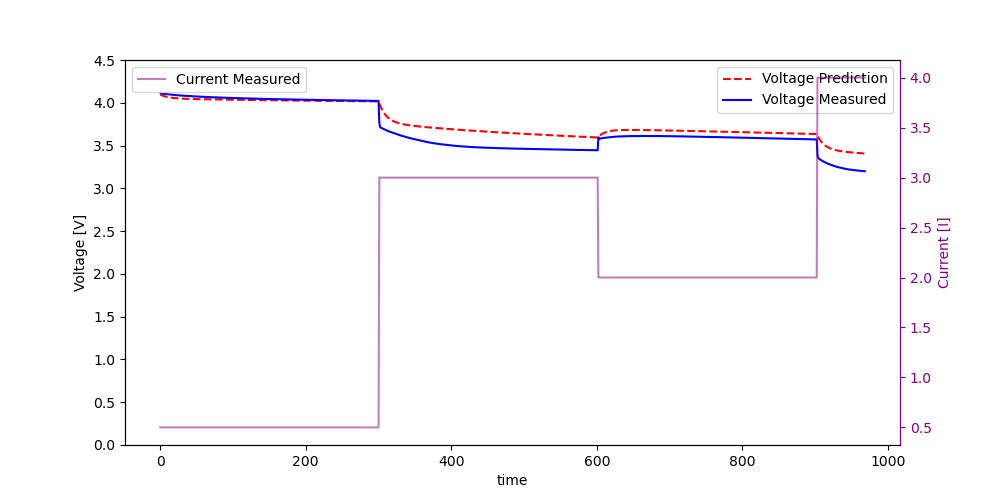 Current Measured
Voltage Prediction
Voltage Measured
4.5
4.0
3.5
3.0
2.5
2.0
1.5
1.0
0.5
0.0
Voltage [V]
4.0
3.5
3.0
2.5
2.0
1.5
1.0
0.5
Current [I]
0 200 400 600 800 1000
time